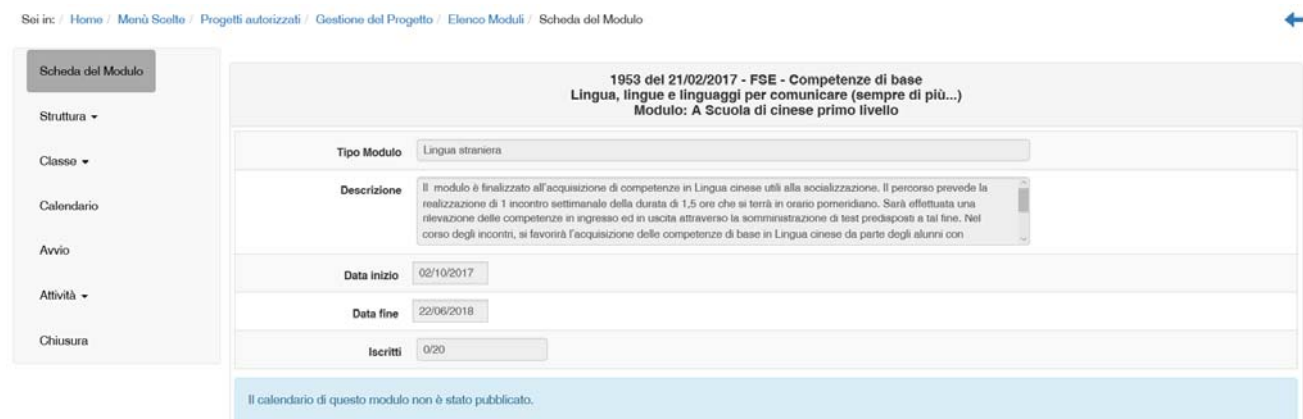 Sei in: / Home / Menù Scelte / Progetti autorizzati / Gestione del Progetto / Elenco Moduli / Scheda del Modulo
Scheda del Modulo
Struttura
Classe
Calendario
Avvio
Attività
Chiusura
1953 del 21/02/2017 - FSE - Competenze di base
Lingua, lingue e linguaggi per comunicare (sempre di più...)
Modulo: A Scuola di cinese primo livello
Tipo Modulo Lingua straniera
Descrizione Il modulo è finalizzato all'acquisizione di competenze in Lingua cinese utili alla socializzazione. Il percorso prevede la
realizzazione di 1 incontro settimanale della durata di 1,5 ore che si terrà in orario pomeridiano. Sarà effettuata una
rilevazione delle competenze in ingresso ed in uscita attraverso la somministrazione di test predisposti a tal fine. Nel
corso degli incontri, si favorirà l'acquisizione delle competenze di base in Lingua cinese da parte degli alunni con
Data inizio 02/10/2017
Data fine 22/06/2018
Iscritti 0/20
Il calendario di questo modulo non è stato pubblicato.